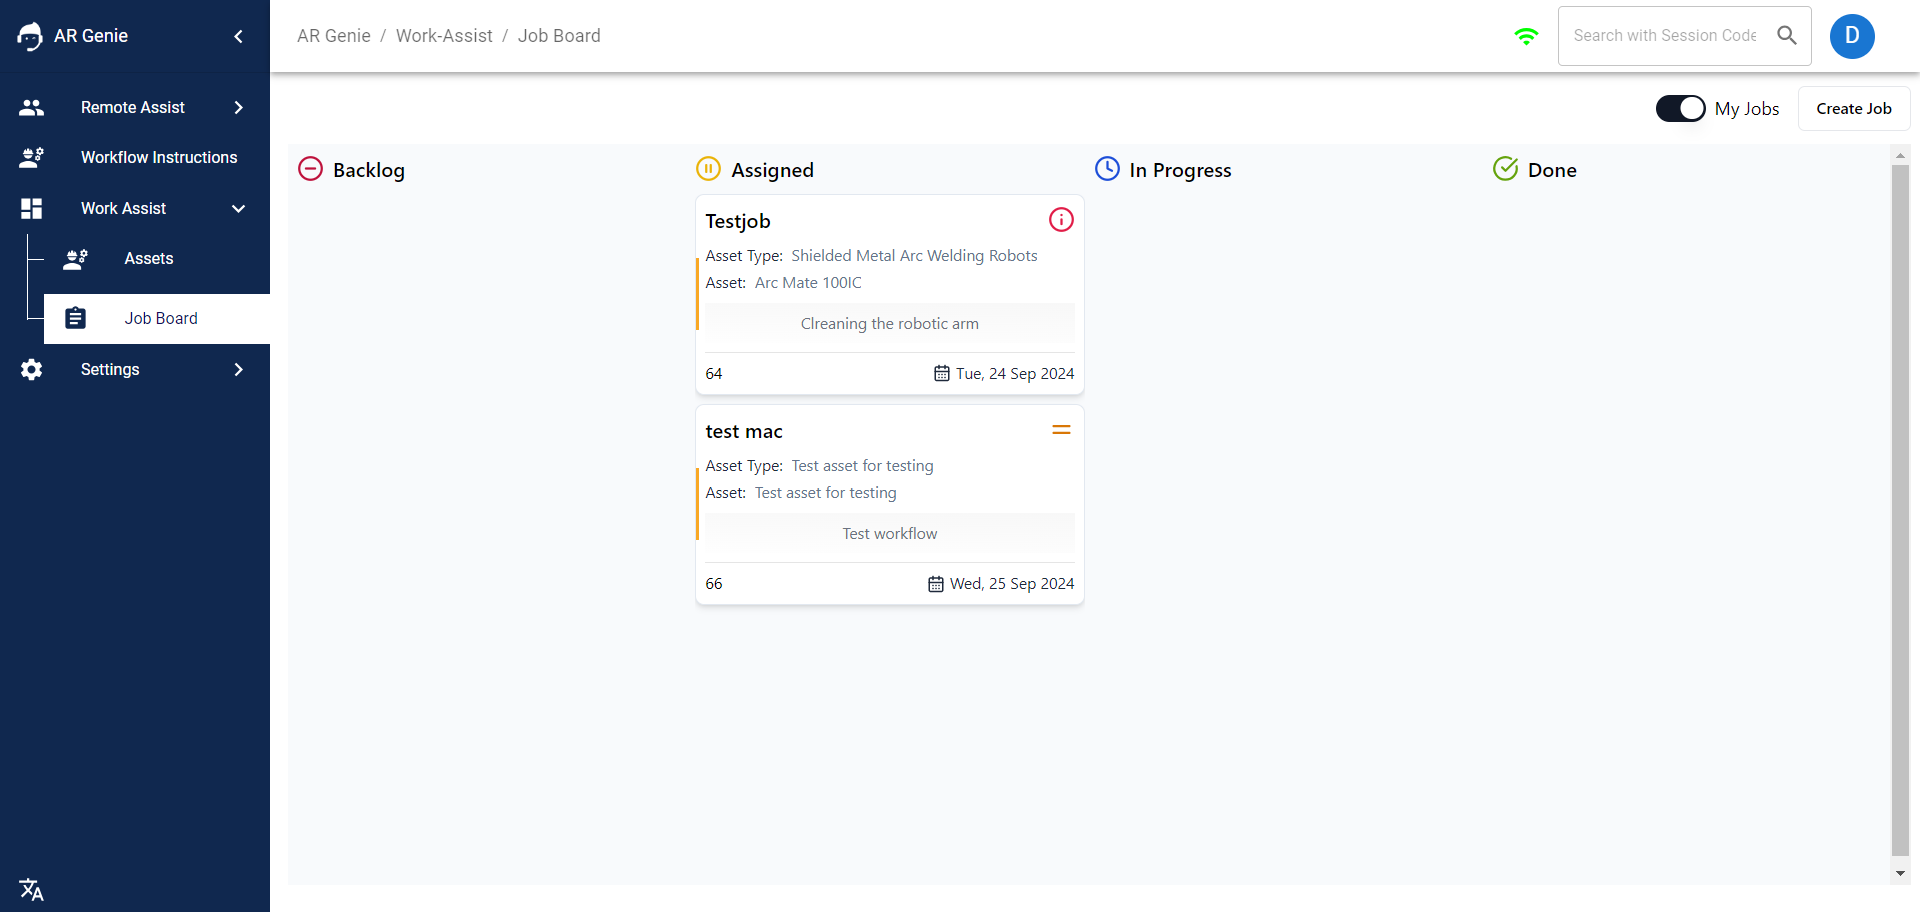 AR Genie
Remote Assist
Workflow Instructions
Work Assist
Assets
Job Board
Settings
AR Genie / Work-Assist / Job Board
Search with Session Code
D
My Jobs
Create Job
Backlog
Assigned
Testjob
Asset Type: Shielded Metal Arc Welding Robots
Asset: Arc Mate 100IC
Clreaning the robotic arm
64
Tue, 24 Sep 2024
test mac
Asset Type: Test asset for testing
Asset: Test asset for testing
Test workflow
66
Wed, 25 Sep 2024
In Progress
Done